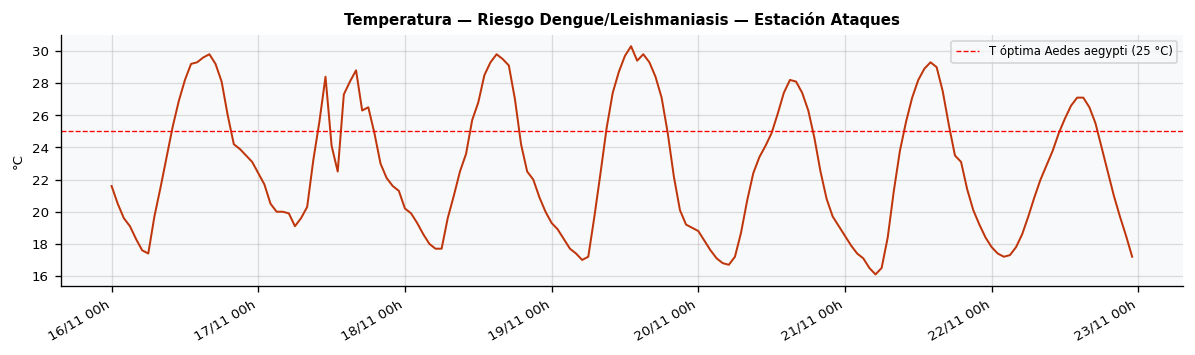 Temperatura — Riesgo Dengue/Leishmaniasis — Estación Ataques
T óptima Aedes aegypti (25 °C)
°C
30
28
26
24
22
20
18
16
16/11 00h
17/11 00h
18/11 00h
19/11 00h
20/11 00h
21/11 00h
22/11 00h
23/11 00h